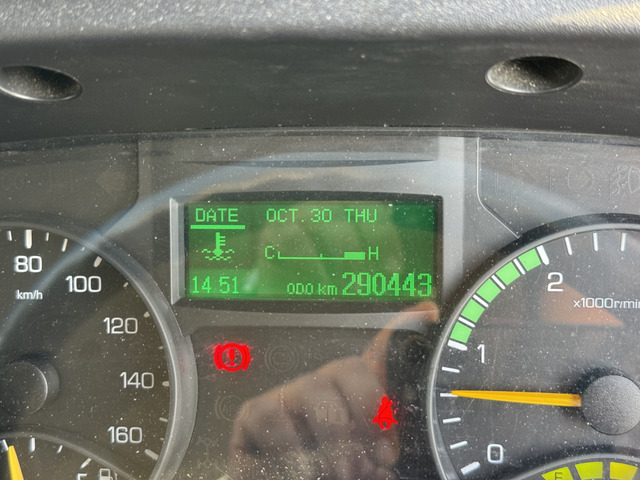 DATE OCT. 30 THU
C H
14.51 ODO km 290443
80
km/h
100
120
140
160
2
x1000r/min
1
0
E